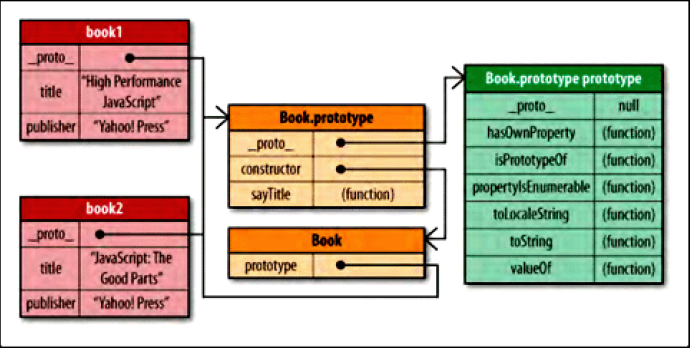 book1
_proto_
title
"High Performance
JavaScript"
publisher
"Yahoo! Press"
book2
_proto_
title
"JavaScript: The
Good Parts"
publisher
"Yahoo! Press"
Book.prototype
_proto_
constructor
sayTitle
(function)
Book
prototype
Book.prototype prototype
_proto_
null
hasOwnProperty
(function)
isPrototypeOf
(function)
propertyIsEnumerable
(function)
toLocaleString
(function)
toString
(function)
valueOf
(function)